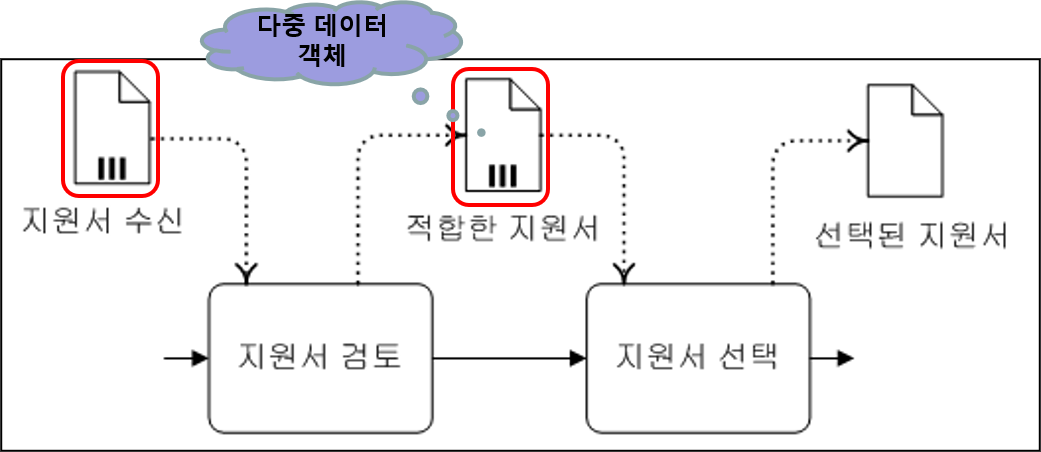 다중 데이터
객체
지원서 수신
적합한 지원서
선택된 지원서
지원서 검토
지원서 선택